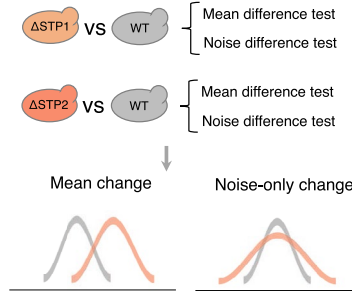 ΔSTP1 vs WT Mean difference test
Noise difference test
ΔSTP2 vs WT Mean difference test
Noise difference test
Mean change Noise-only change